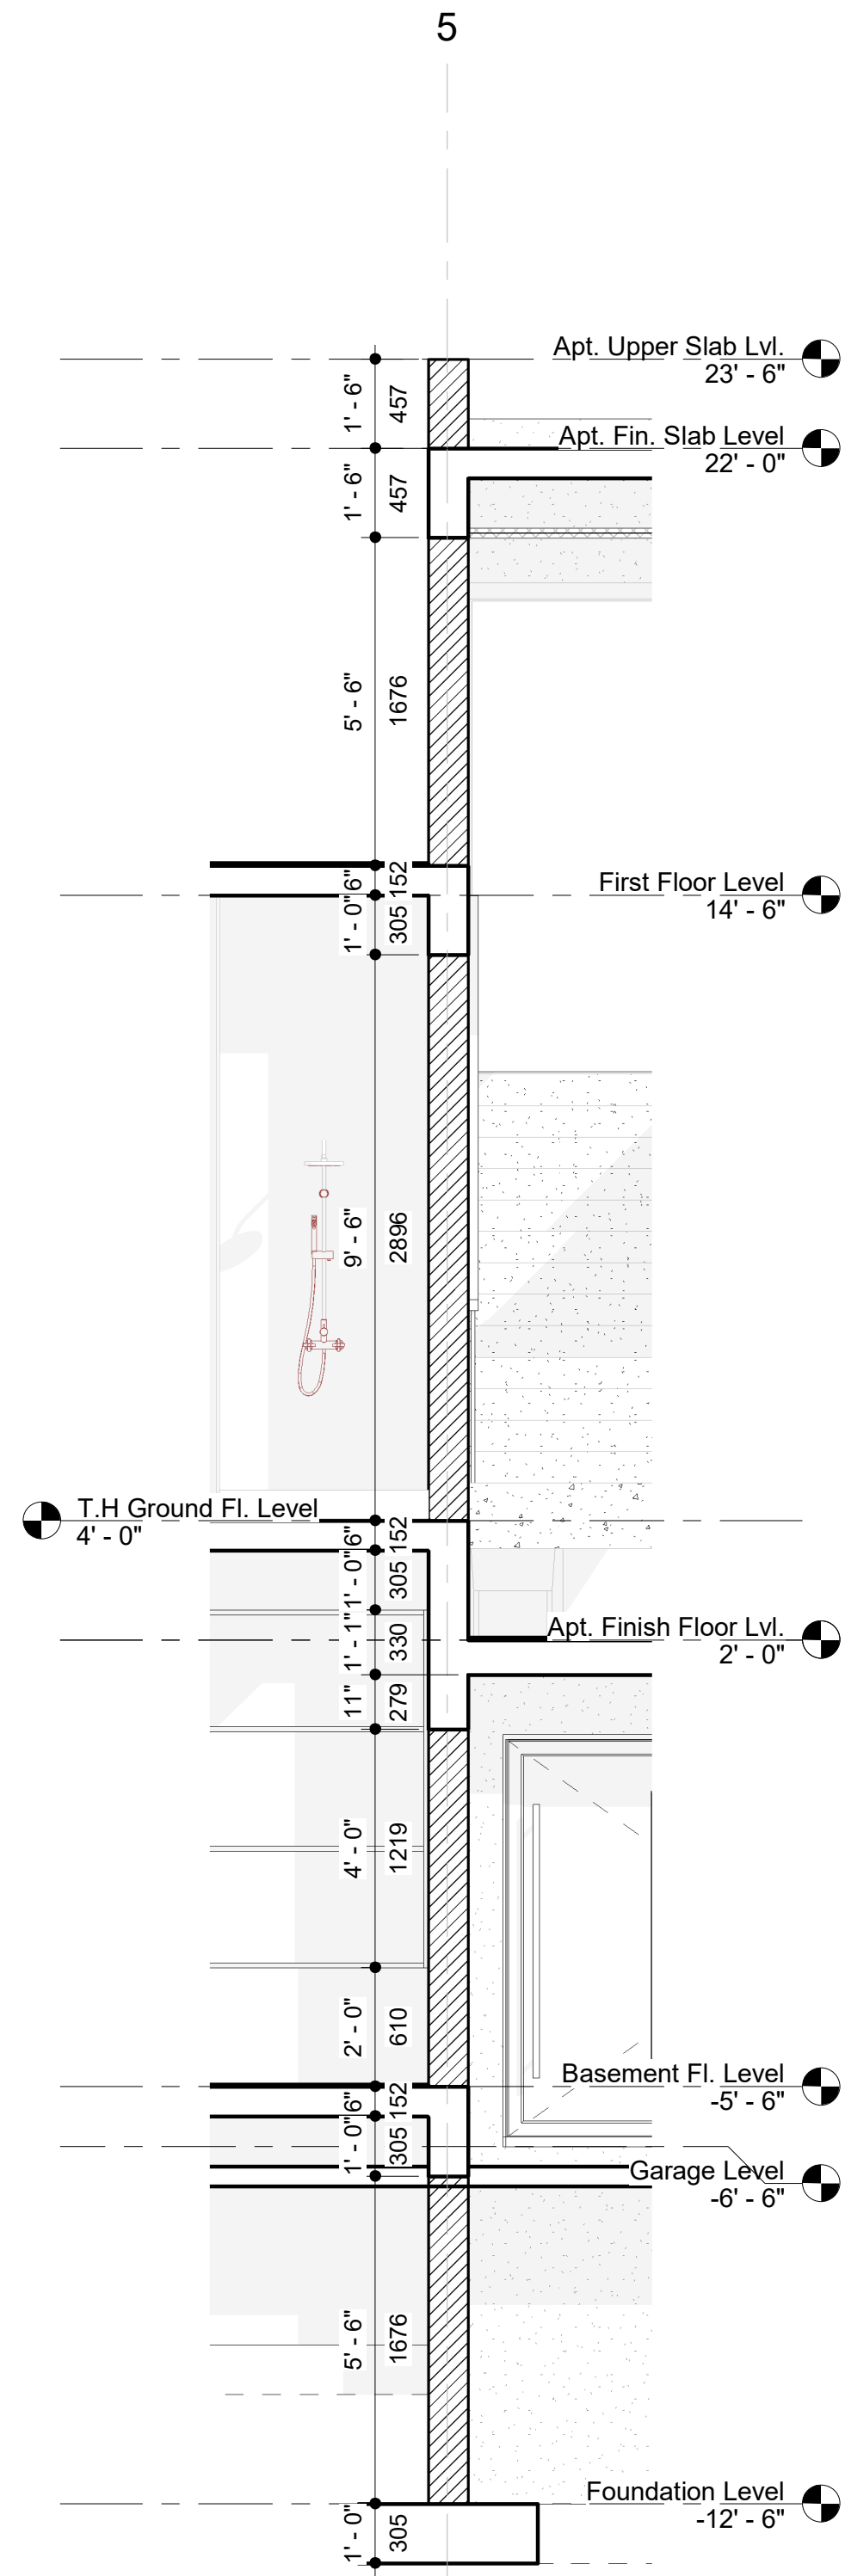 5
Apt. Upper Slab Lvl.
23' - 6"
1' - 6"
457
Apt. Fin. Slab Level
22' - 0"
1' - 6"
457
5' - 6"
1676
6"
152
First Floor Level
14' - 6"
1' - 0"
305
9' - 6"
2896
T.H Ground Fl. Level
4' - 0"
6"
152
1' - 0"
305
1' - 1"
330
Apt. Finish Floor Lvl.
2' - 0"
11"
279
4' - 0"
1219
2' - 0"
610
Basement Fl. Level
-5' - 6"
6"
152
1' - 0"
305
Garage Level
-6' - 6"
5' - 6"
1676
Foundation Level
-12' - 6"
1' - 0"
305